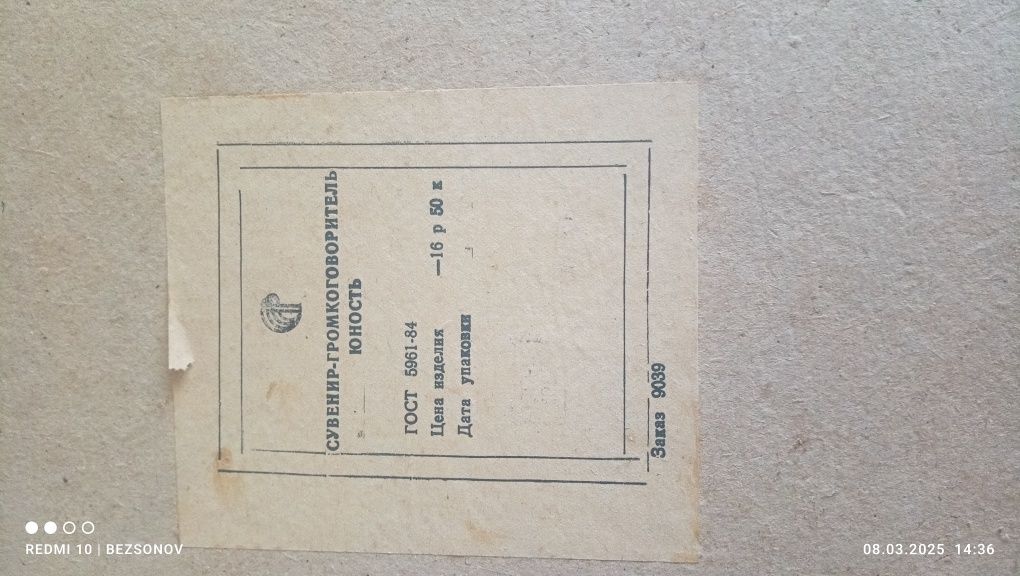 СУВЕНИР-ГРОМКОГОВОРИТЕЛЬ
ЮНОСТЬ
ГОСТ 5961-84
Цена изделия —16 р 50 к
Дата упаковки
Заказ 9039
REDMI 10 | BEZSONOV
08.03.2025 14:36